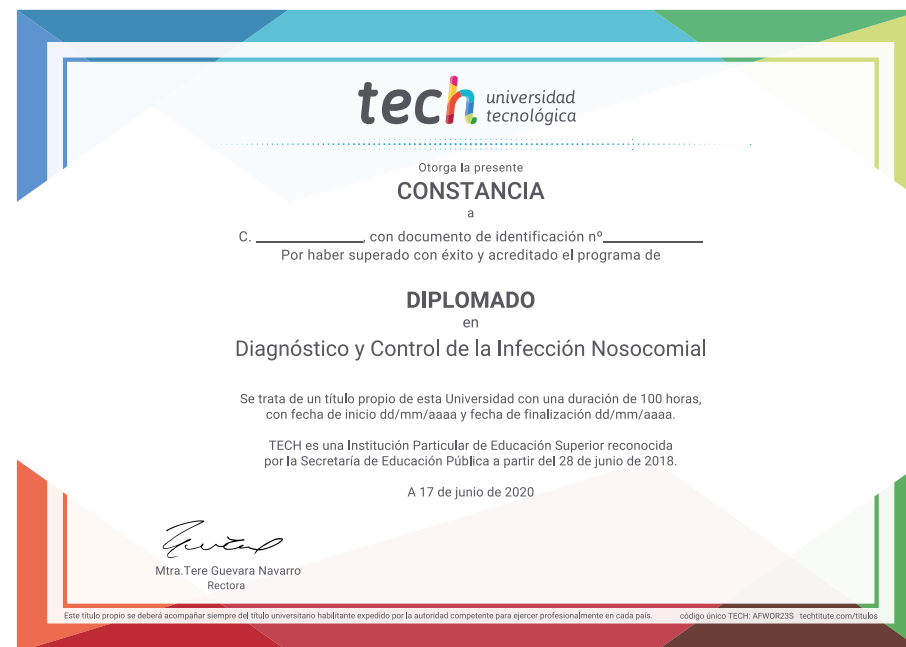 tech universidad
tecnológica
Otorga la presente
CONSTANCIA
a
C. ______________, con documento de identificación nº_____________
Por haber superado con éxito y acreditado el programa de
DIPLOMADO
en
Diagnóstico y Control de la Infección Nosocomial
Se trata de un título propio de esta Universidad con una duración de 100 horas,
con fecha de inicio dd/mm/aaaa y fecha de finalización dd/mm/aaaa.
TECH es una Institución Particular de Educación Superior reconocida
por la Secretaría de Educación Pública a partir del 28 de junio de 2018.
A 17 de junio de 2020
Mtra.Tere Guevara Navarro
Rectora
Este título propio se deberá acompañar siempre del título universitario habilitante expedido por la autoridad competente para ejercer profesionalmente en cada país. código único TECH: AFWOR23S techtitute.com/titulos